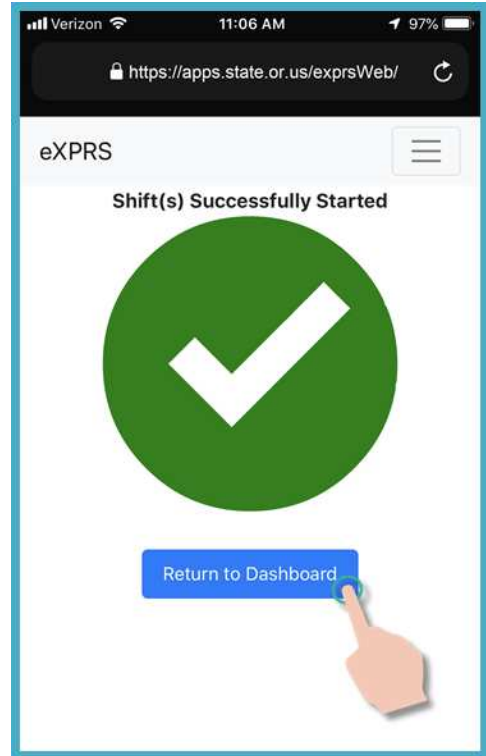 Verizon 11:06 AM 97%
https://apps.state.or.us/exprsWeb/
eXPRS
Shift(s) Successfully Started
Return to Dashboard